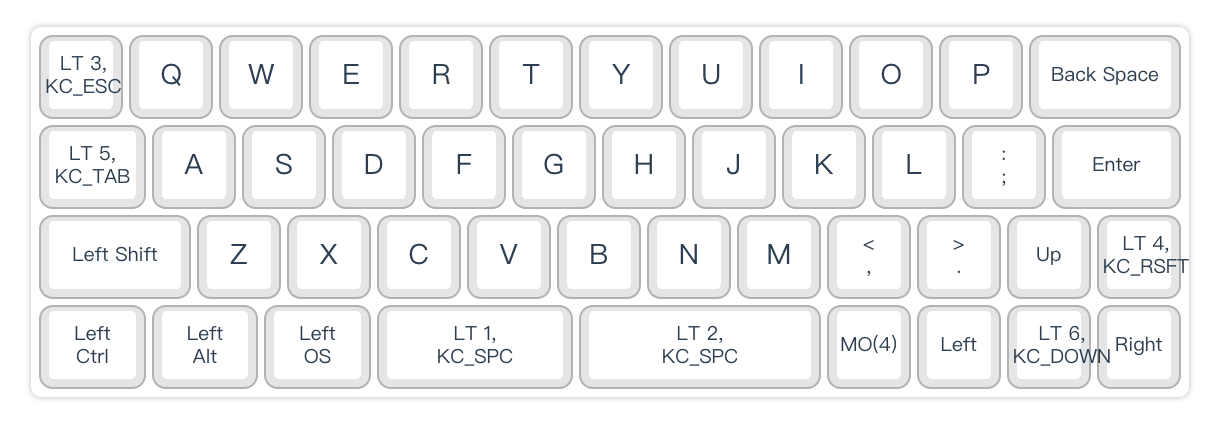 LT 3,
KC_ESC
Q
W
E
R
T
Y
U
I
O
P
Back Space
LT 5,
KC_TAB
A
S
D
F
G
H
J
K
L
:
;
Enter
Left Shift
Z
X
C
V
B
N
M
<
,
>
.
Up
LT 4,
KC_RSFT
Left
Ctrl
Left
Alt
Left
OS
LT 1,
KC_SPC
LT 2,
KC_SPC
MO(4)
Left
LT 6,
KC_DOWN
Right